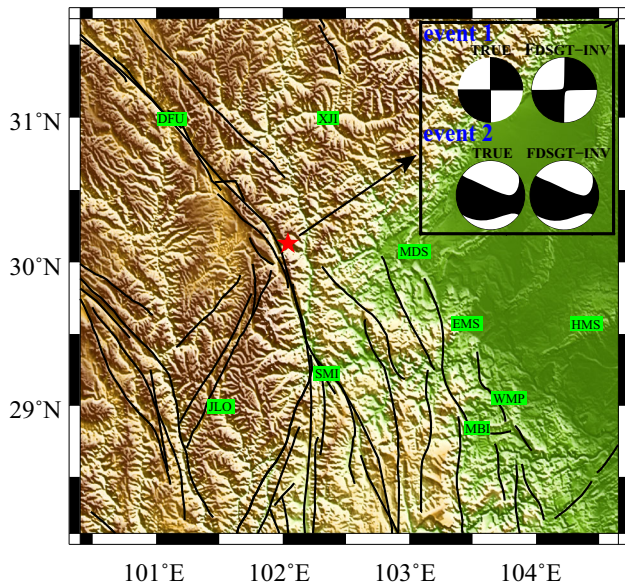 event 1
TRUE FDSGT-INV
31°N
DFU
XJI
event 2
TRUE FDSGT-INV
30°N
MDS
EMS
HMS
SMI
29°N
JLO
WMP
MBI
101°E 102°E 103°E 104°E